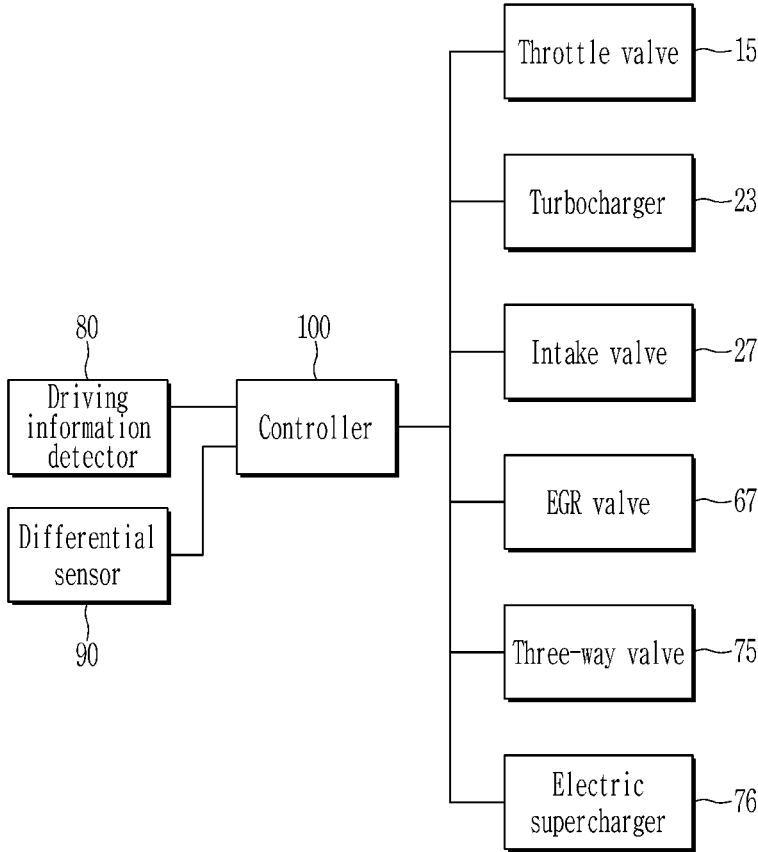 Throttle valve
15
Turbocharger
23
80
100
Intake valve
27
Driving
information
detector
Controller
EGR valve
67
Differential
sensor
90
Three-way valve
75
Electric
supercharger
76